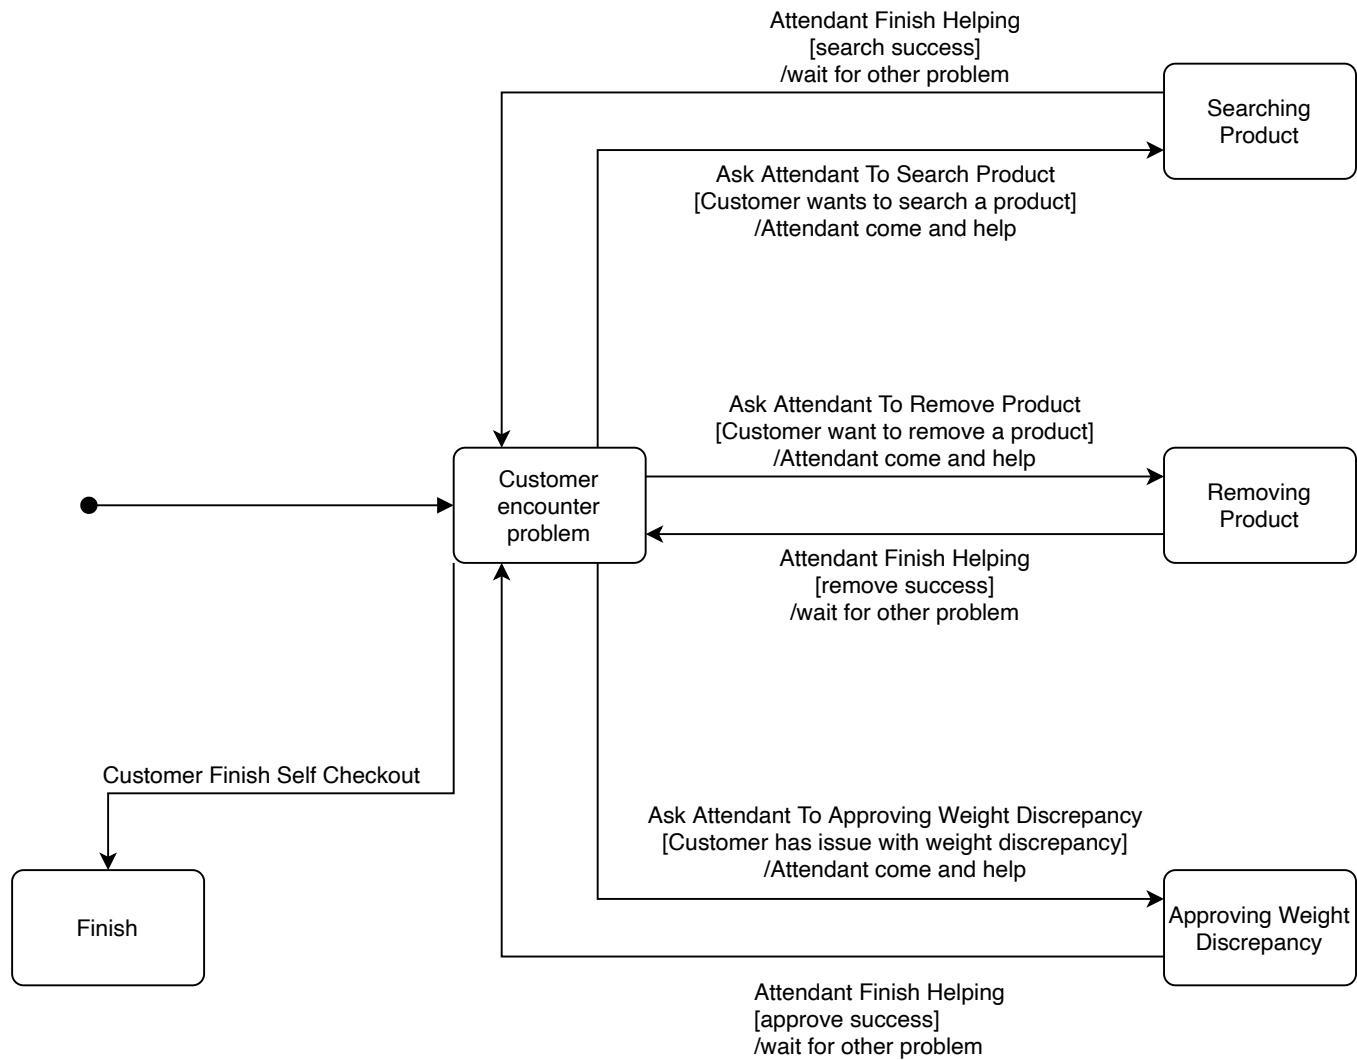 Attendant Finish Helping
[search success]
/wait for other problem
Searching
Product
Ask Attendant To Search Product
[Customer wants to search a product]
/Attendant come and help
Ask Attendant To Remove Product
[Customer want to remove a product]
/Attendant come and help
Customer
encounter
problem
Removing
Product
Attendant Finish Helping
[remove success]
/wait for other problem
Customer Finish Self Checkout
Ask Attendant To Approving Weight Discrepancy
[Customer has issue with weight discrepancy]
/Attendant come and help
Finish
Approving Weight
Discrepancy
Attendant Finish Helping
[approve success]
/wait for other problem